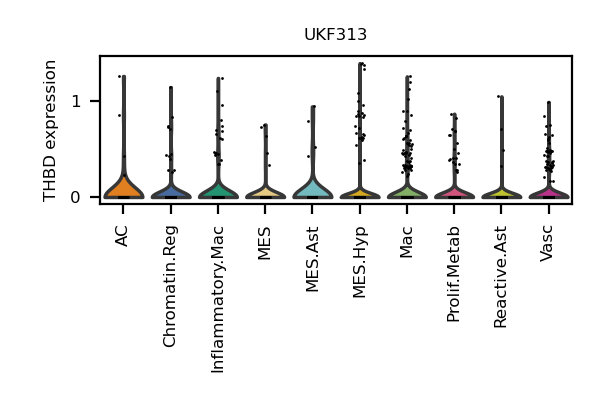 UKF313
THBD expression
1
0
AC
Chromatin.Reg
Inflammatory.Mac
MES
MES.Ast
MES.Hyp
Mac
Prolif.Metab
Reactive.Ast
Vasc